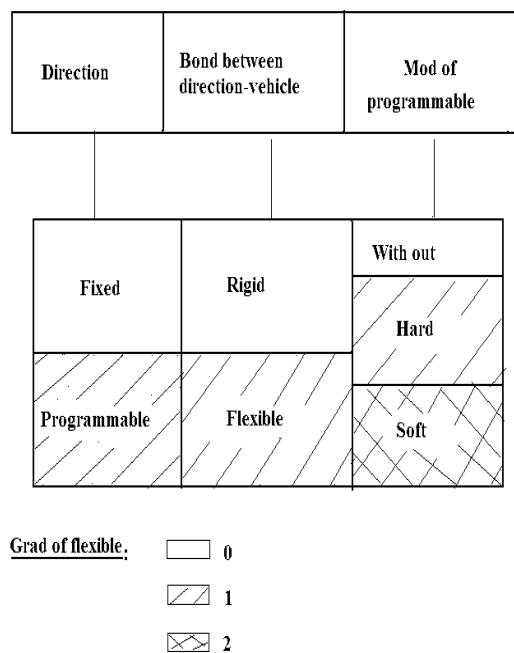 Direction
Bond between
direction-vehicle
Mod of
programmable
Fixed
Rigid
With out
Hard
Programmable
Flexible
Soft
Grad of flexible:
0
1
2